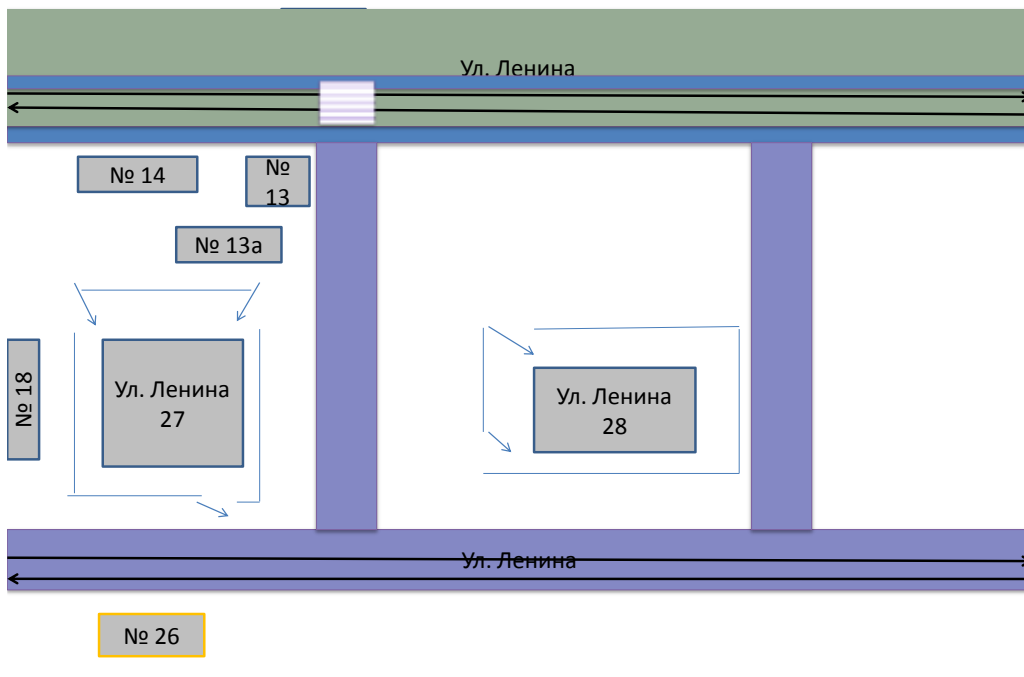 Ул. Ленина
№ 14
№
13
№ 13а
№ 18
Ул. Ленина
27
Ул. Ленина
28
Ул. Ленина
№ 26